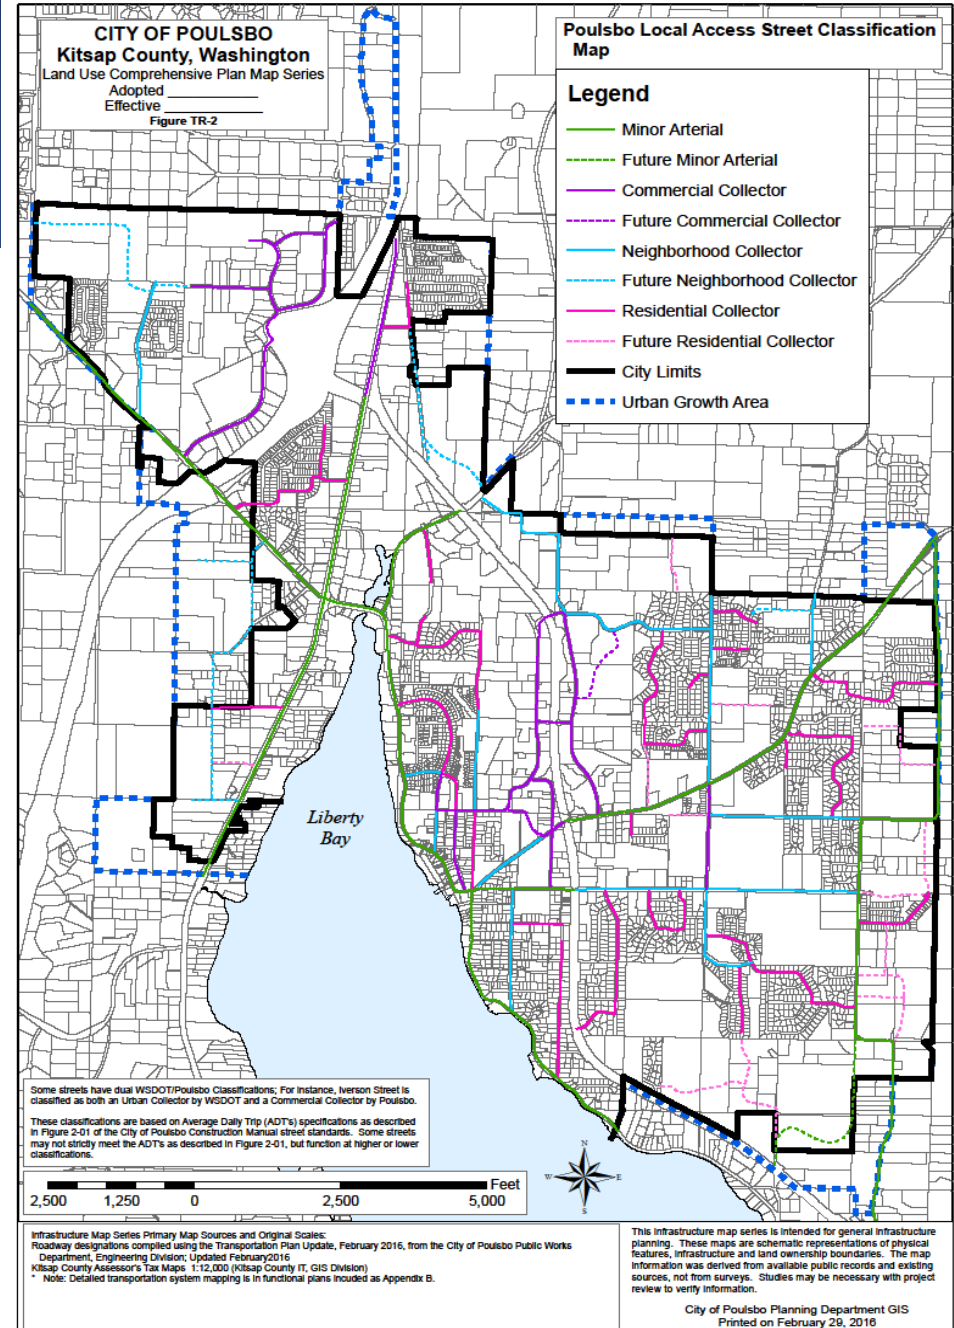 CITY OF POULSBO
Kitsap County, Washington
Land Use Comprehensive Plan Map Series
Adopted ____________
Effective _____________
Figure TR-2
Poulsbo Local Access Street Classification
Map
Legend
Minor Arterial
Future Minor Arterial
Commercial Collector
Future Commercial Collector
Neighborhood Collector
Future Neighborhood Collector
Residential Collector
Future Residential Collector
City Limits
Urban Growth Area
Liberty
Bay
Some streets have dual WSDOT/Poulsbo Classifications; For instance, Iverson Street is
classified as both an Urban Collector by WSDOT and a Commercial Collector by Poulsbo.
These classifications are based on Average Daily Trip (ADT's) specifications as described
in Figure 2-01 of the City of Poulsbo Construction Manual street standards. Some streets
may not strictly meet the ADT's as described in Figure 2-01, but function at higher or lower
classifications.
N
W E
S
Feet
2,500 1,250 0 2,500 5,000
Infrastructure Map Series Primary Map Sources and Original Scales:
Roadway designations compiled using the Transportation Plan Update, February 2016, from the City of Poulsbo Public Works
Department, Engineering Division; Updated February2016
Kitsap County Assessor's Tax Maps 1:12,000 (Kitsap County IT, GIS Division)
* Note: Detailed transportation system mapping is in functional plans included as Appendix B.
This infrastructure map series is intended for general infrastructure
planning. These maps are schematic representations of physical
features, infrastructure and land ownership boundaries. The map
information was derived from available public records and existing
sources, not from surveys. Studies may be necessary with project
review to verify information.
City of Poulsbo Planning Department GIS
Printed on February 29, 2016